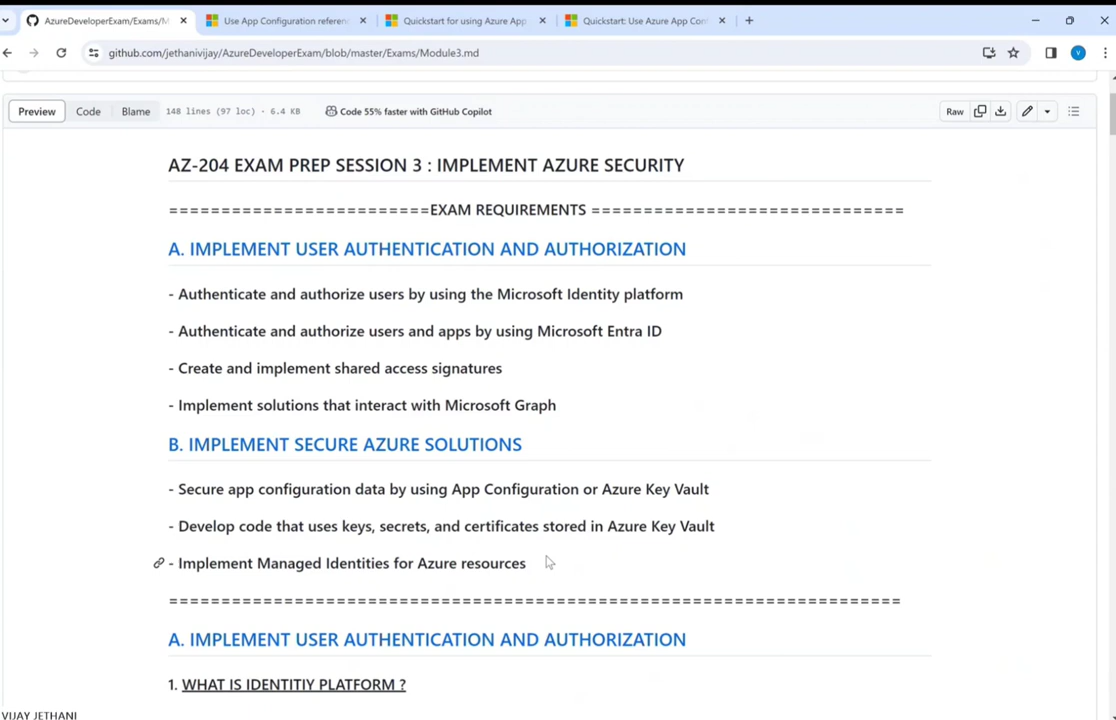 AzureDeveloperExam/Exams/M
Use App Configuration referenc
Quickstart for using Azure App
Quickstart: Use Azure App Con
github.com/jethanivijay/AzureDeveloperExam/blob/master/Exams/Module3.md
V
Preview Code Blame 148 lines (97 loc) · 6.4 KB Code 55% faster with GitHub Copilot Raw
AZ-204 EXAM PREP SESSION 3 : IMPLEMENT AZURE SECURITY
=========================EXAM REQUIREMENTS ==============================
A. IMPLEMENT USER AUTHENTICATION AND AUTHORIZATION
- Authenticate and authorize users by using the Microsoft Identity platform
- Authenticate and authorize users and apps by using Microsoft Entra ID
- Create and implement shared access signatures
- Implement solutions that interact with Microsoft Graph
B. IMPLEMENT SECURE AZURE SOLUTIONS
- Secure app configuration data by using App Configuration or Azure Key Vault
- Develop code that uses keys, secrets, and certificates stored in Azure Key Vault
- Implement Managed Identities for Azure resources
======================================================================
A. IMPLEMENT USER AUTHENTICATION AND AUTHORIZATION
1. WHAT IS IDENTITIY PLATFORM ?
VIJAY JETHANI